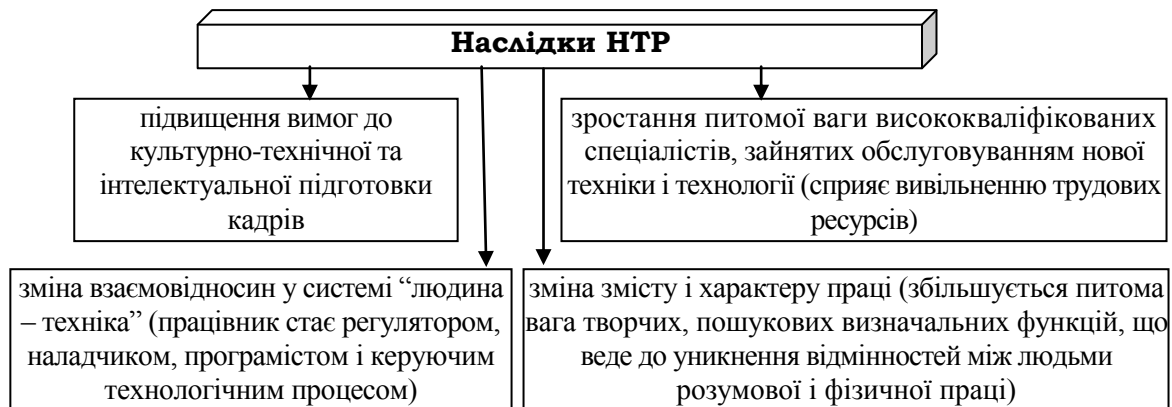 Наслідки НТР
підвищення вимог до
культурно-технічної та
інтелектуальної підготовки
кадрів
зростання питомої ваги висококваліфікованих
спеціалістів, зайнятих обслуговуванням нової
техніки і технології (сприяє вивільненню трудових
ресурсів)
зміна взаємовідносин у системі “людина
– техніка” (працівник стає регулятором,
наладчиком, програмістом і керуючим
технологічним процесом)
зміна змісту і характеру праці (збільшується питома
вага творчих, пошукових визначальних функцій, що
веде до уникнення відмінностей між людьми
розумової і фізичної праці)